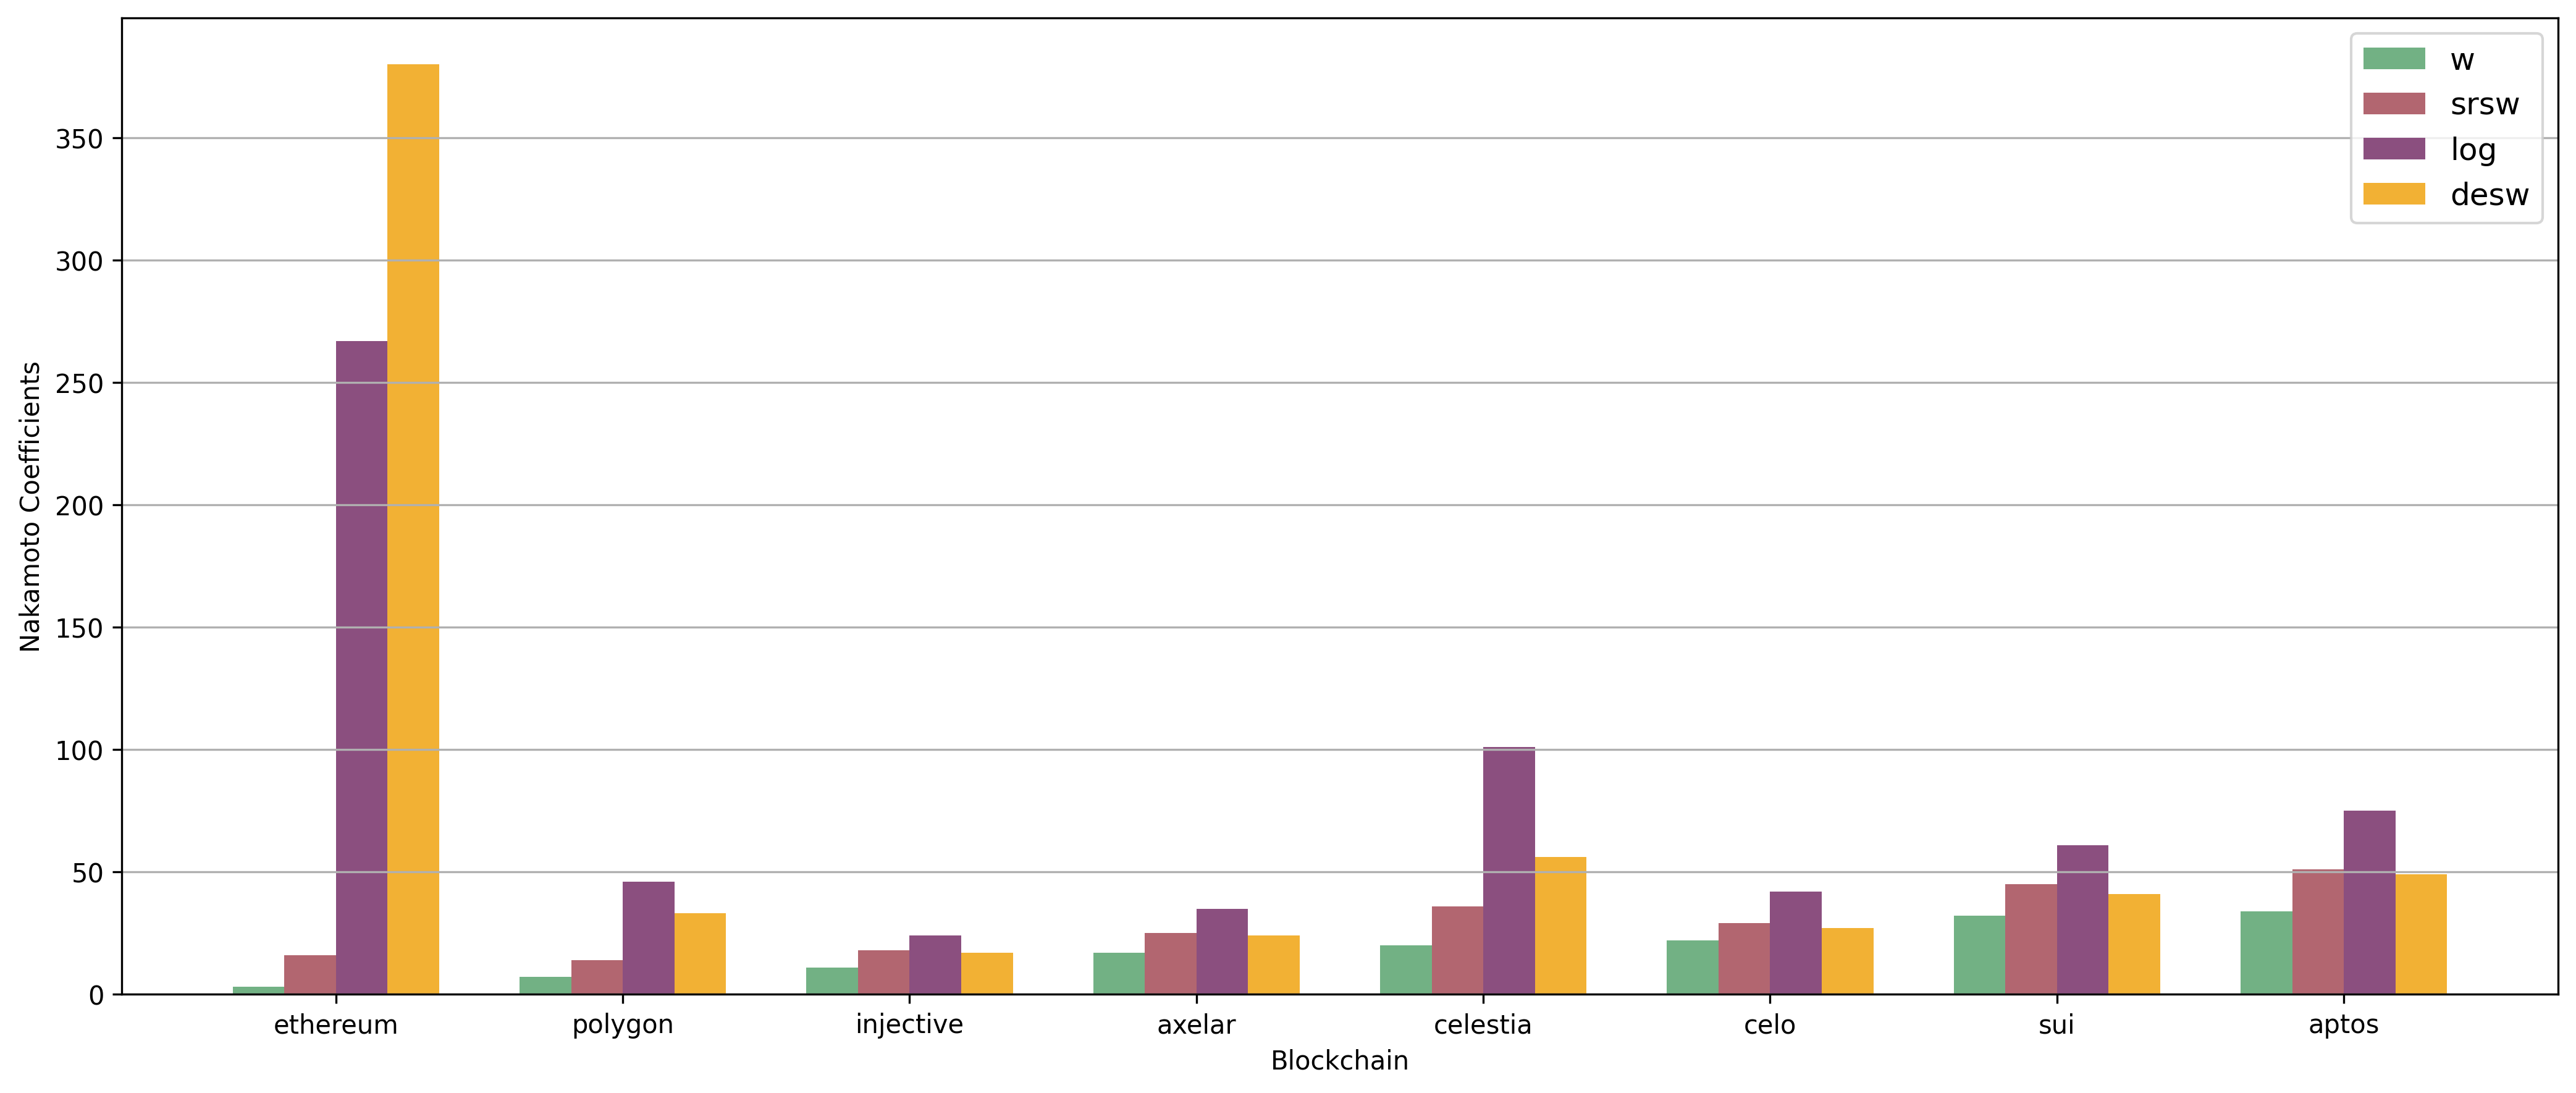 w
srsw
log
desw
350
300
250
200
150
100
50
0
Nakamoto Coefficients
ethereum polygon injective axelar celestia celo sui aptos
Blockchain